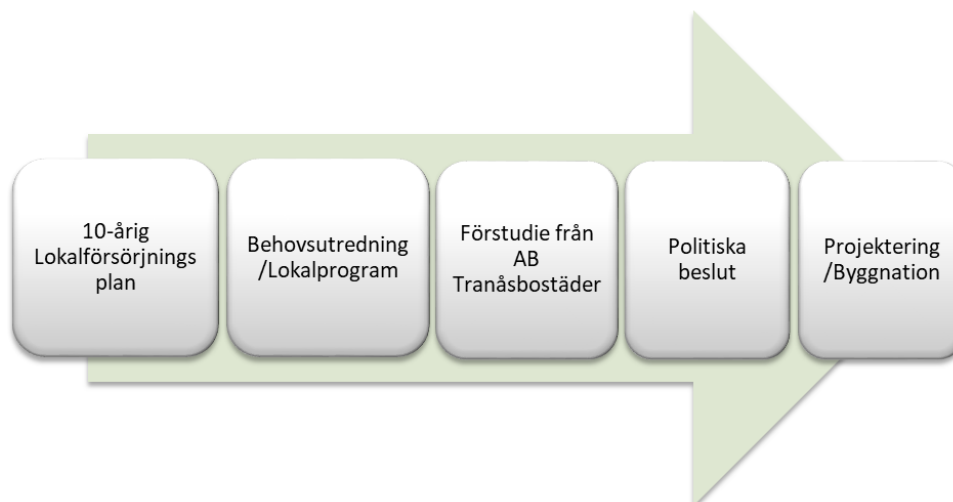 10-årig
Lokalförsörjnings
plan
Behovsutredning
/Lokalprogram
Förstudie från
AB
Tranåsbostäder
Politiska
beslut
Projektering
/Byggnation